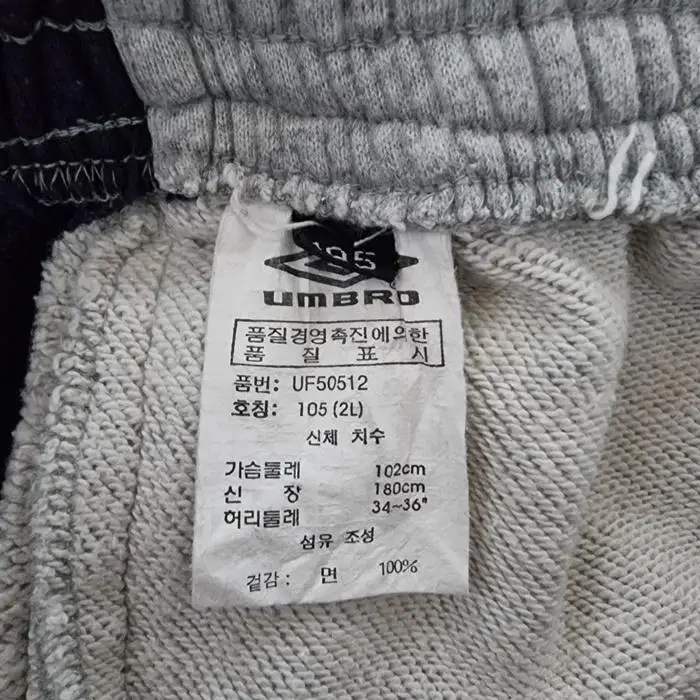 105
UMBRO
품질경영촉진에의한
품 질 표 시
품번: UF50512
호칭: 105 (2L)
신체 치수
가슴둘레 102cm
신 장 180cm
허리둘레 34~36"
섬유 조성
겉감: 면 100%